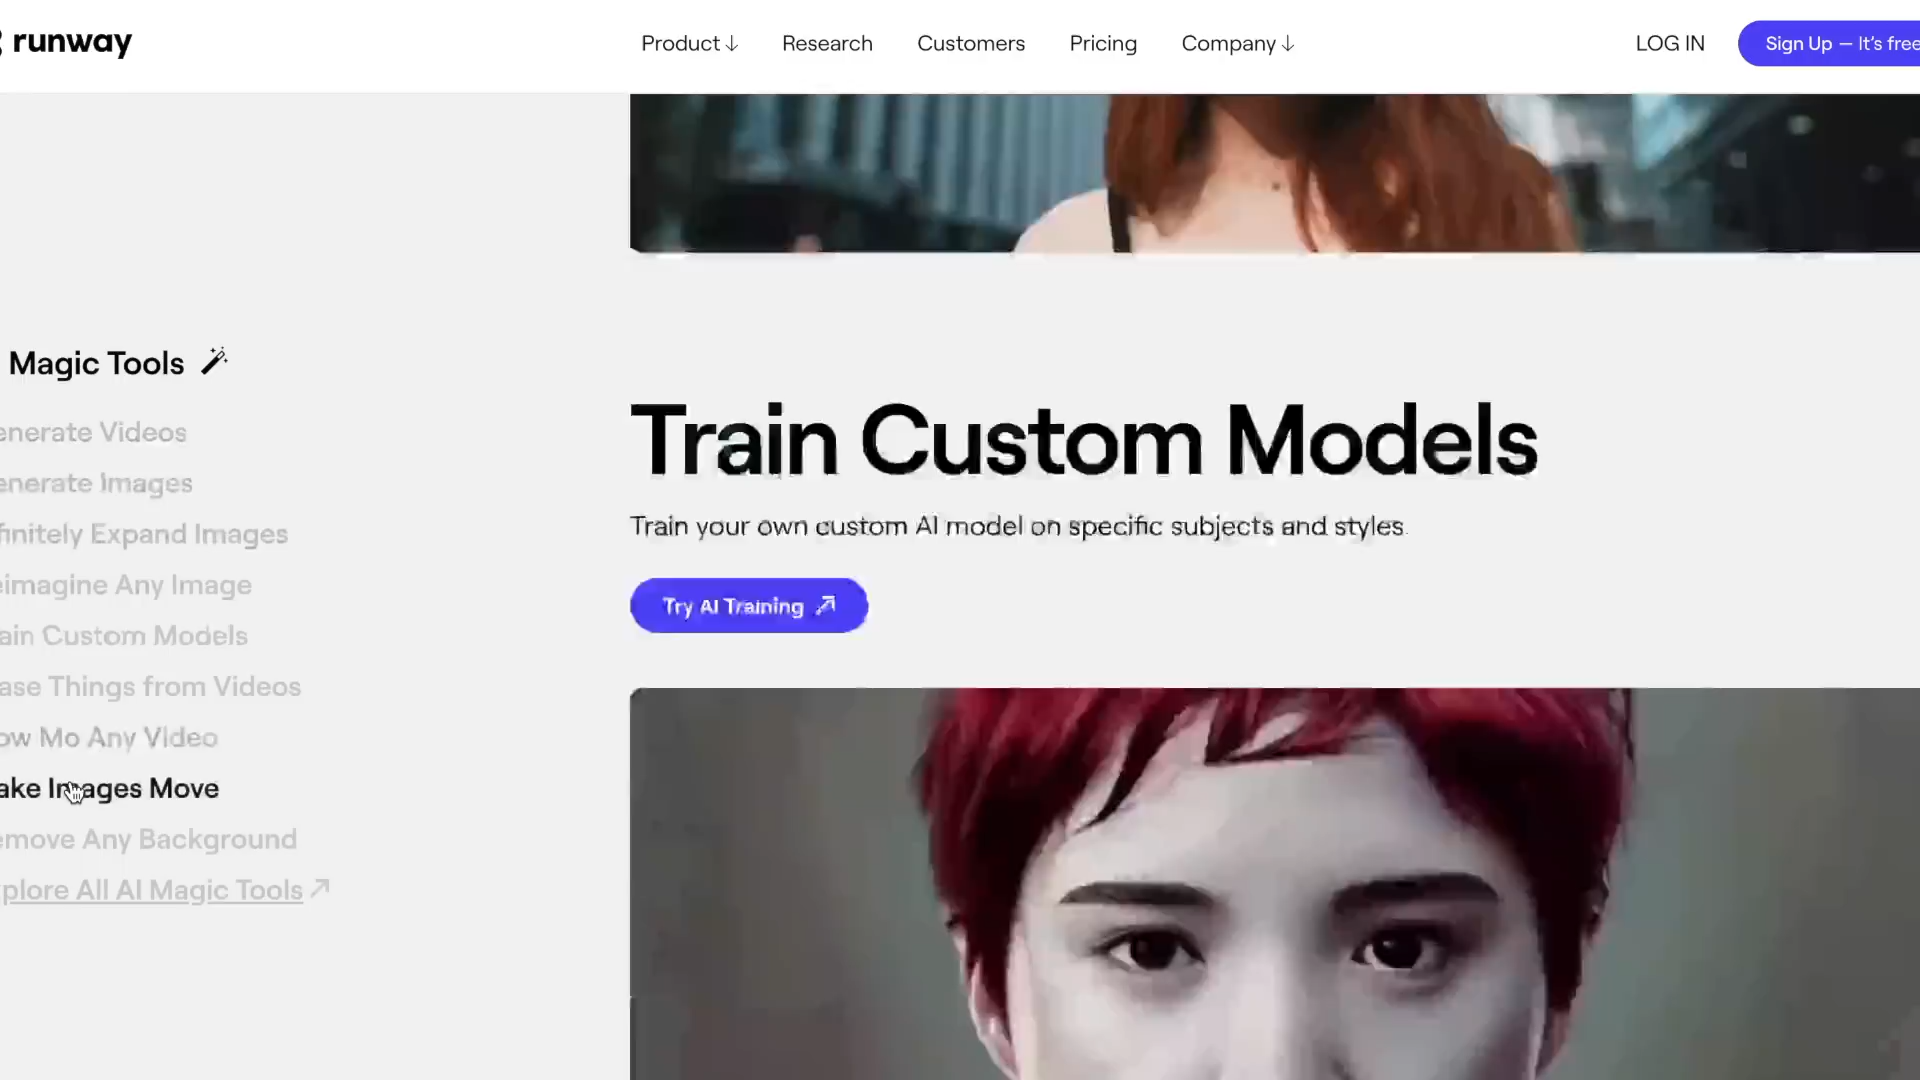 runway
Product ↓ Research Customers Pricing Company ↓
LOG IN Sign Up — It's free
Magic Tools
enerate Videos
enerate Images
finitely Expand Images
eimagine Any Image
ain Custom Models
ase Things from Videos
ow Mo Any Video
ake Images Move
emove Any Background
plore All AI Magic Tools ↗
Train Custom Models
Train your own custom AI model on specific subjects and styles.
Try AI Training ↗